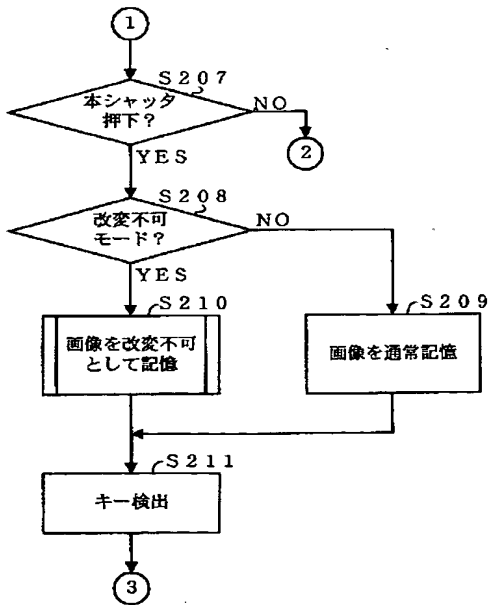 1
S207
本シャッタ
押下?
NO
2
YES
S208
改変不可
モード?
NO
YES
S210
S209
画像を改変不可
として記憶
画像を通常記憶
S211
キー検出
3